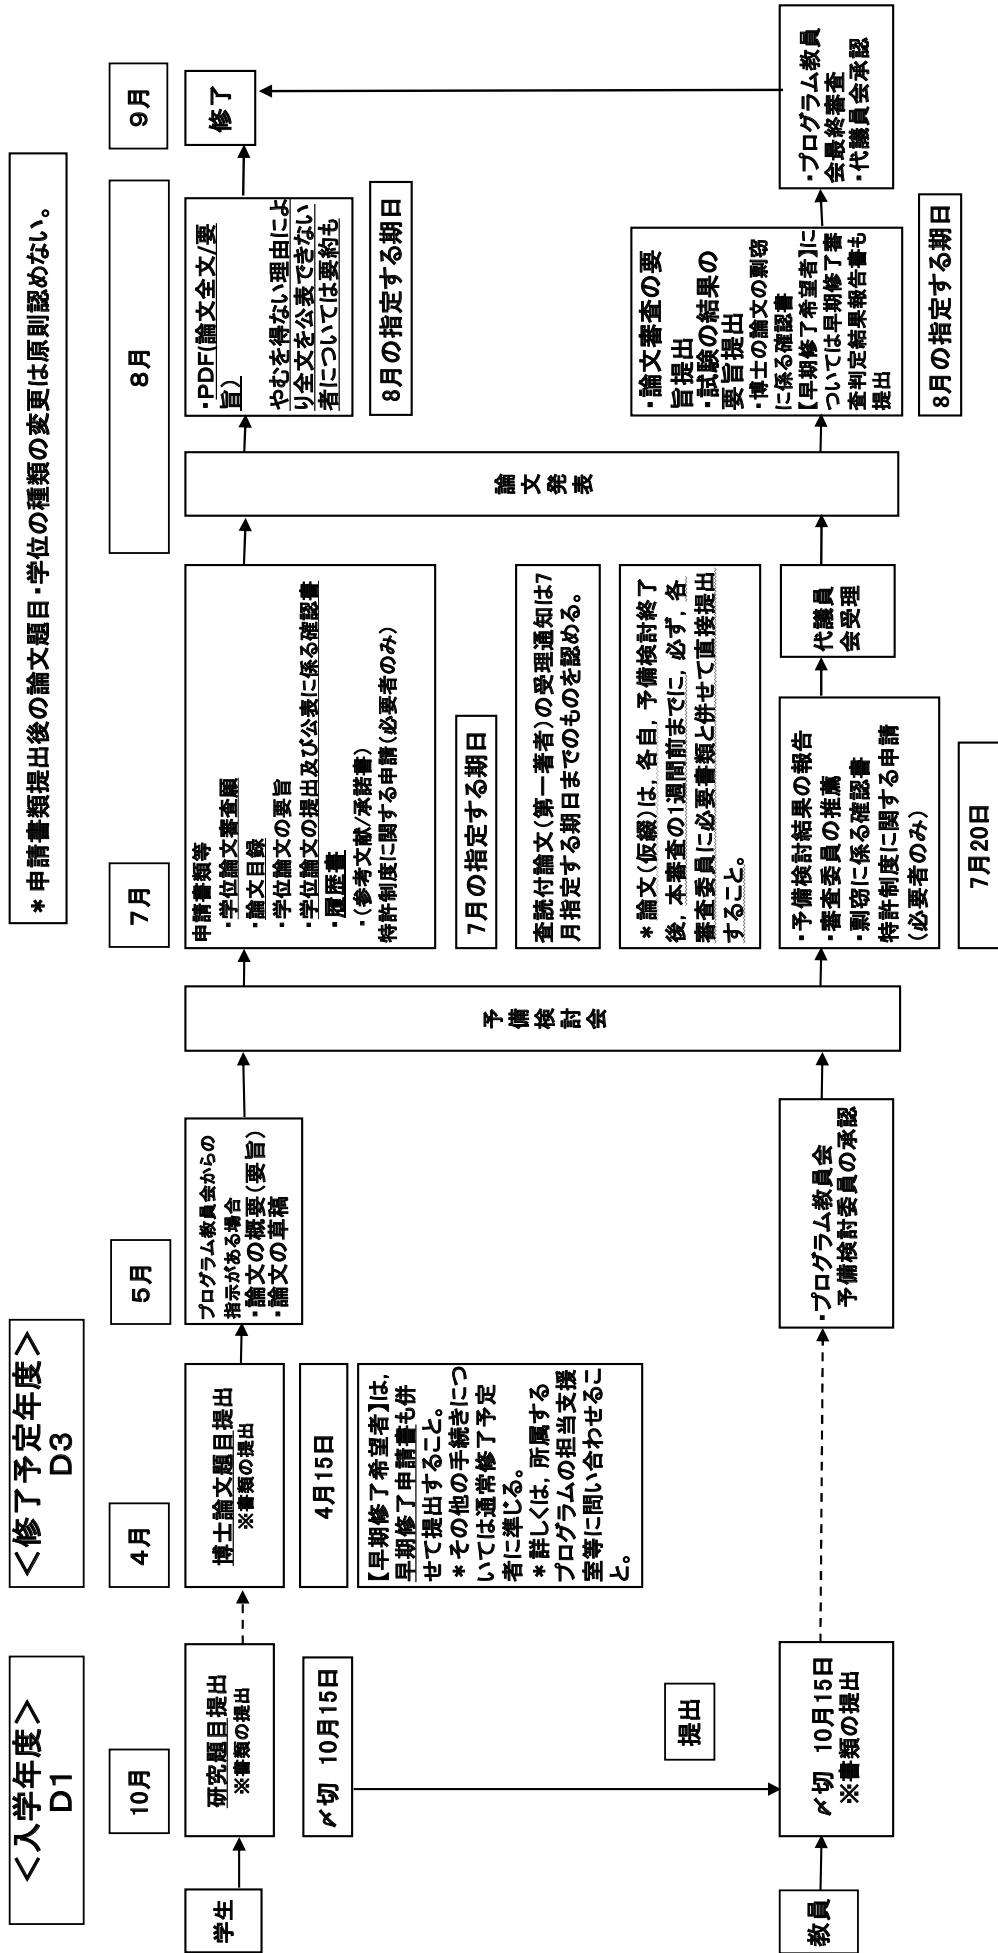 ＊申請書類提出後の論文題目・学位の種類の変更は原則認めない。
＜入学年度＞
D1
＜修了予定年度＞
D3
10月
4月
5月
7月
8月
9月
学生
研究題目提出
※書類の提出
〆切　10月15日
博士論文題目提出
※書類の提出
4月15日
【早期修了希望者】は，
早期修了申請書も併
せて提出すること。
＊その他の手続きにつ
いては通常修了予定
者に準じる。
＊詳しくは，所属する
プログラムの担当支援
室等に問い合わせるこ
と。
プログラム教員会からの
指示がある場合
・論文の概要（要旨）
・論文の草稿
予備検討会
申請書類等
・学位論文審査願
・論文目録
・学位論文の要旨
・学位論文の提出及び公表に係る確認書
・履歴書
・（参考文献/承諾書）
特許制度に関する申請（必要者のみ）
7月の指定する期日
査読付論文（第一著者）の受理通知は7
月指定する期日までのものを認める。
＊論文（仮綴）は，各自，予備検討終了
後，本審査の1週間前までに，必ず，各
審査委員に必要書類と併せて直接提出
すること。
論文発表
・PDF(論文全文/要
旨）
やむを得ない理由によ
り全文を公表できない
者については要約も
8月の指定する期日
修了
提出
教員
〆切　10月15日
※書類の提出
・プログラム教員会
予備検討委員の承認
・予備検討結果の報告
・審査委員の推薦
・剽窃に係る確認書
特許制度に関する申請
（必要者のみ）
7月20日
代議員
会受理
・論文審査の要
旨提出
・試験の結果の
要旨提出
・博士の論文の剽窃
に係る確認書
【早期修了希望者】に
ついては早期修了審
査判定結果報告書も
提出
8月の指定する期日
・プログラム教員
会最終審査
・代議員会承認